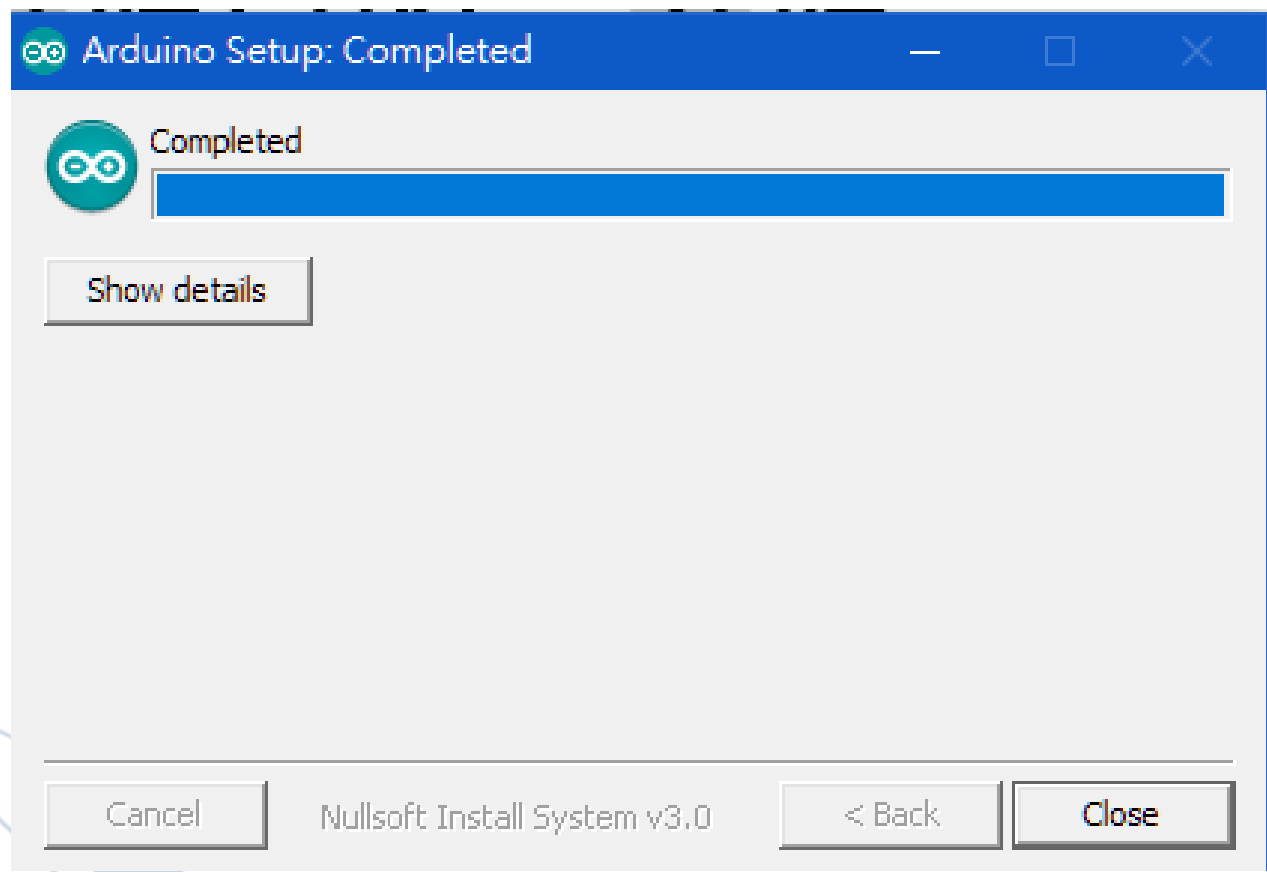 Arduino Setup: Completed
Completed
Show details
Cancel
Nullsoft Install System v3.0
< Back
Close